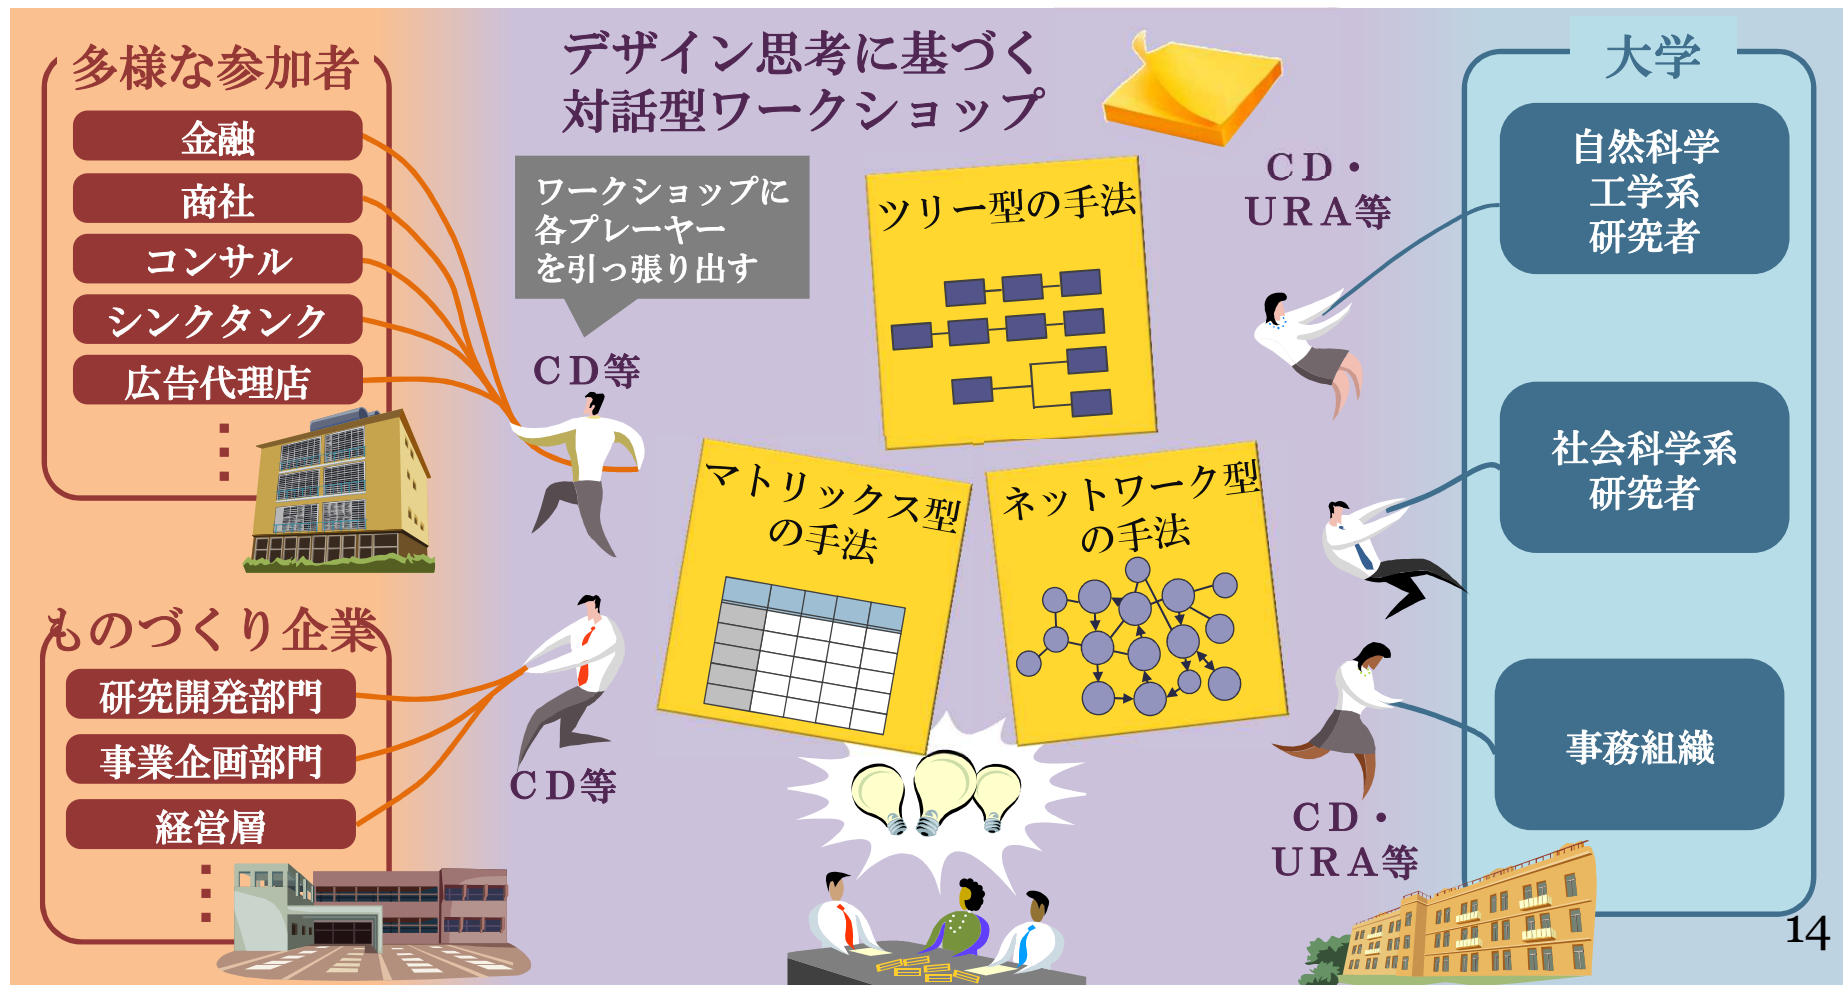 多様な参加者
金融
商社
コンサル
シンクタンク
広告代理店
ものづくり企業
研究開発部門
事業企画部門
経営層
デザイン思考に基づく
対話型ワークショップ
ワークショップに
各プレーヤー
を引っ張り出す
ＣＤ等
ＣＤ等
ツリー型の手法
マトリックス型
の手法
ネットワーク型
の手法
ＣＤ・
ＵＲＡ等
ＣＤ・
ＵＲＡ等
大学
自然科学
工学系
研究者
社会科学系
研究者
事務組織
14